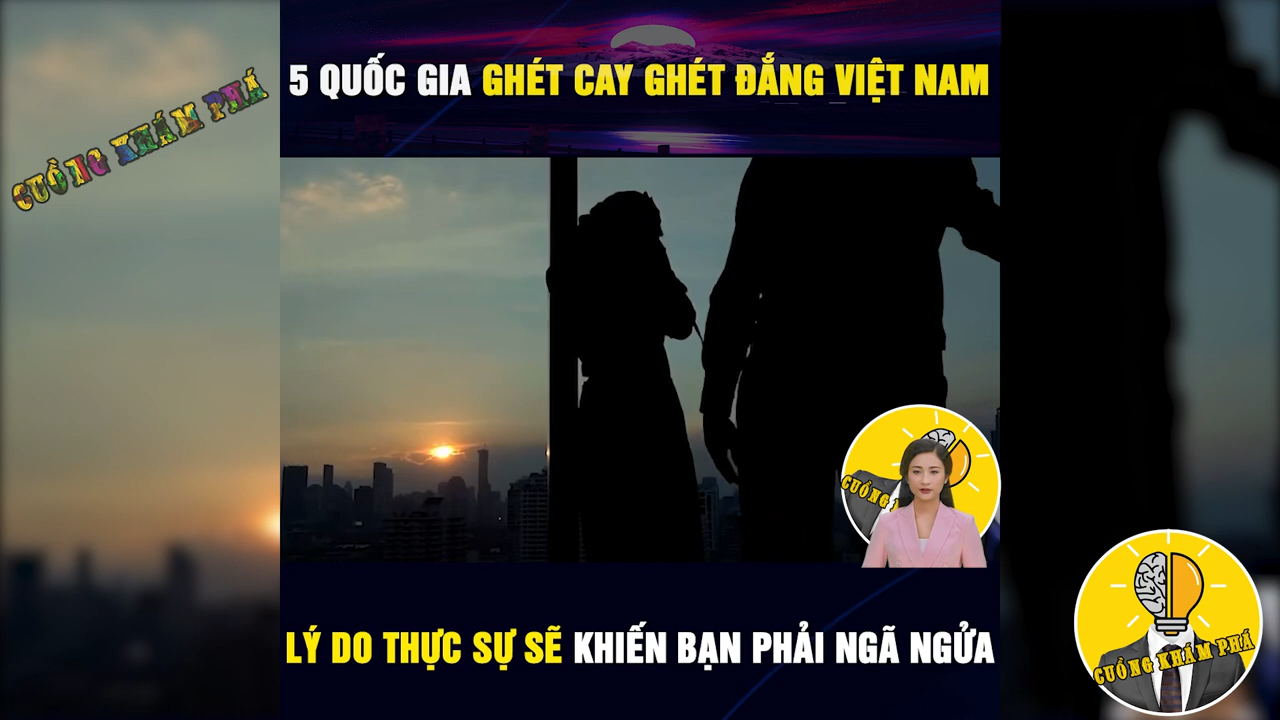 5 QUỐC GIA GHÉT CAY GHÉT ĐẮNG VIỆT NAM
CUỒNG KHÁM PHÁ
CUỒNG
LÝ DO THỰC SỰ SẼ KHIẾN BẠN PHẢI NGÃ NGỬA
CUỒNG KHÁM PHÁ